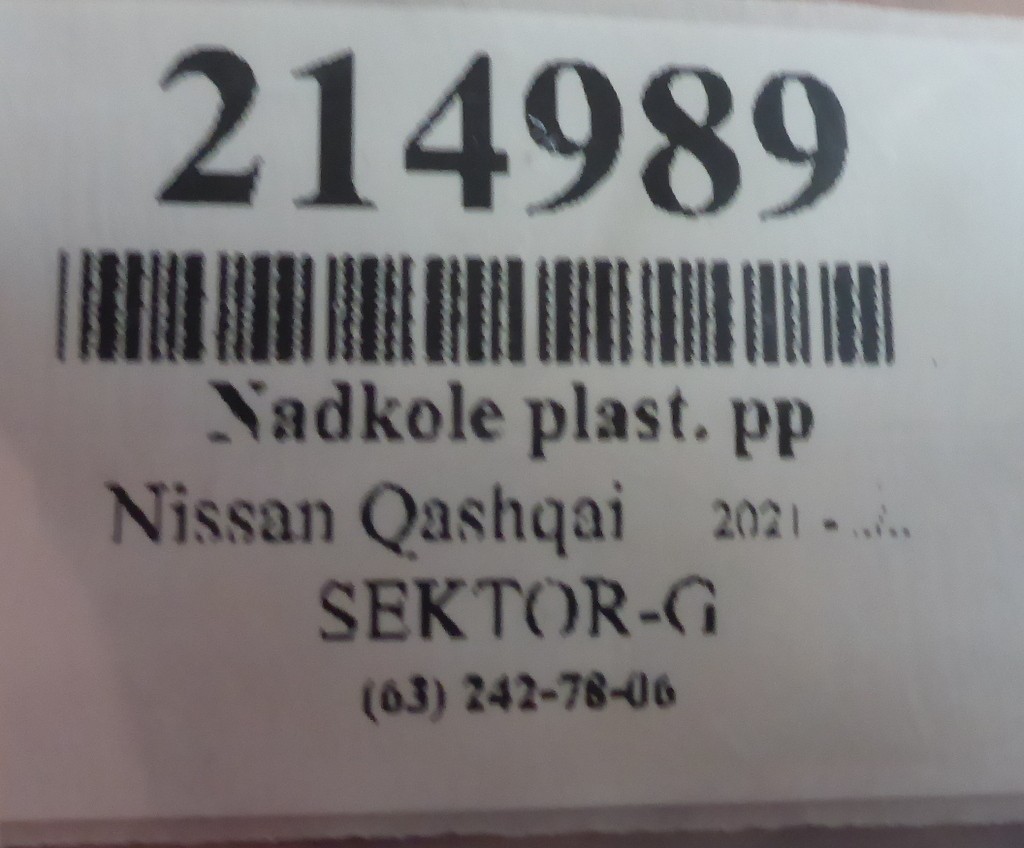 214989
Nadkole plast. pp
Nissan Qashqai 2021 - ../..
SEKTOR-G
(63) 242-78-06